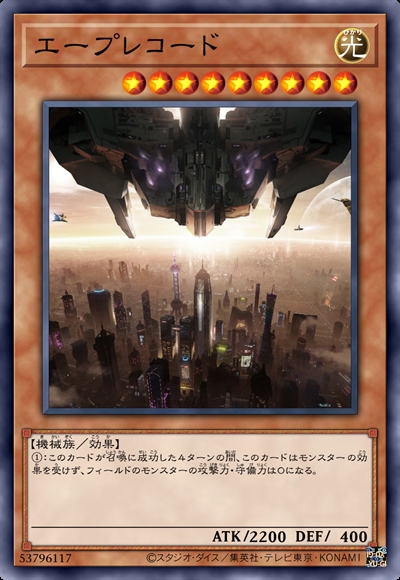 エープレコード
光
【機械族／効果】
①：このカードが召喚に成功した４ターンの間、このカードはモンスターの効
果を受けず、フィールドのモンスターの攻撃力・守備力は０になる。
ATK/2200 DEF/ 400
53796117 ©スタジオ・ダイス／集英社・テレビ東京・KONAMI